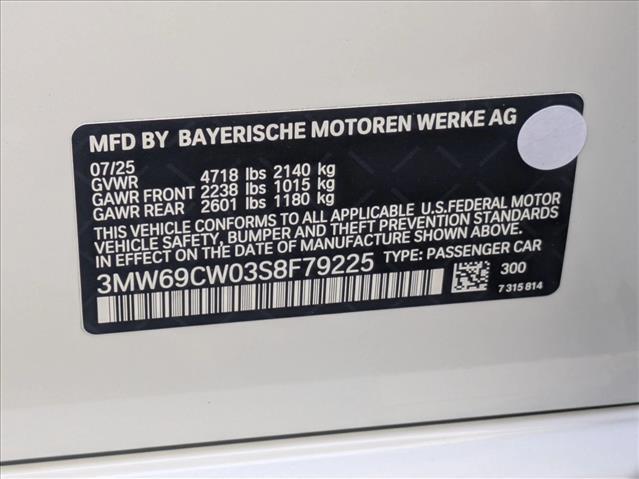 MFD BY BAYERISCHE MOTOREN WERKE AG
07/25
GVWR 4718 lbs 2140 kg
GAWR FRONT 2238 lbs 1015 kg
GAWR REAR 2601 lbs 1180 kg
THIS VEHICLE CONFORMS TO ALL APPLICABLE U.S.FEDERAL MOTOR
VEHICLE SAFETY, BUMPER AND THEFT PREVENTION STANDARDS
IN EFFECT ON THE DATE OF MANUFACTURE SHOWN ABOVE.
3MW69CW03S8F79225 TYPE: PASSENGER CAR
300
7 315 814